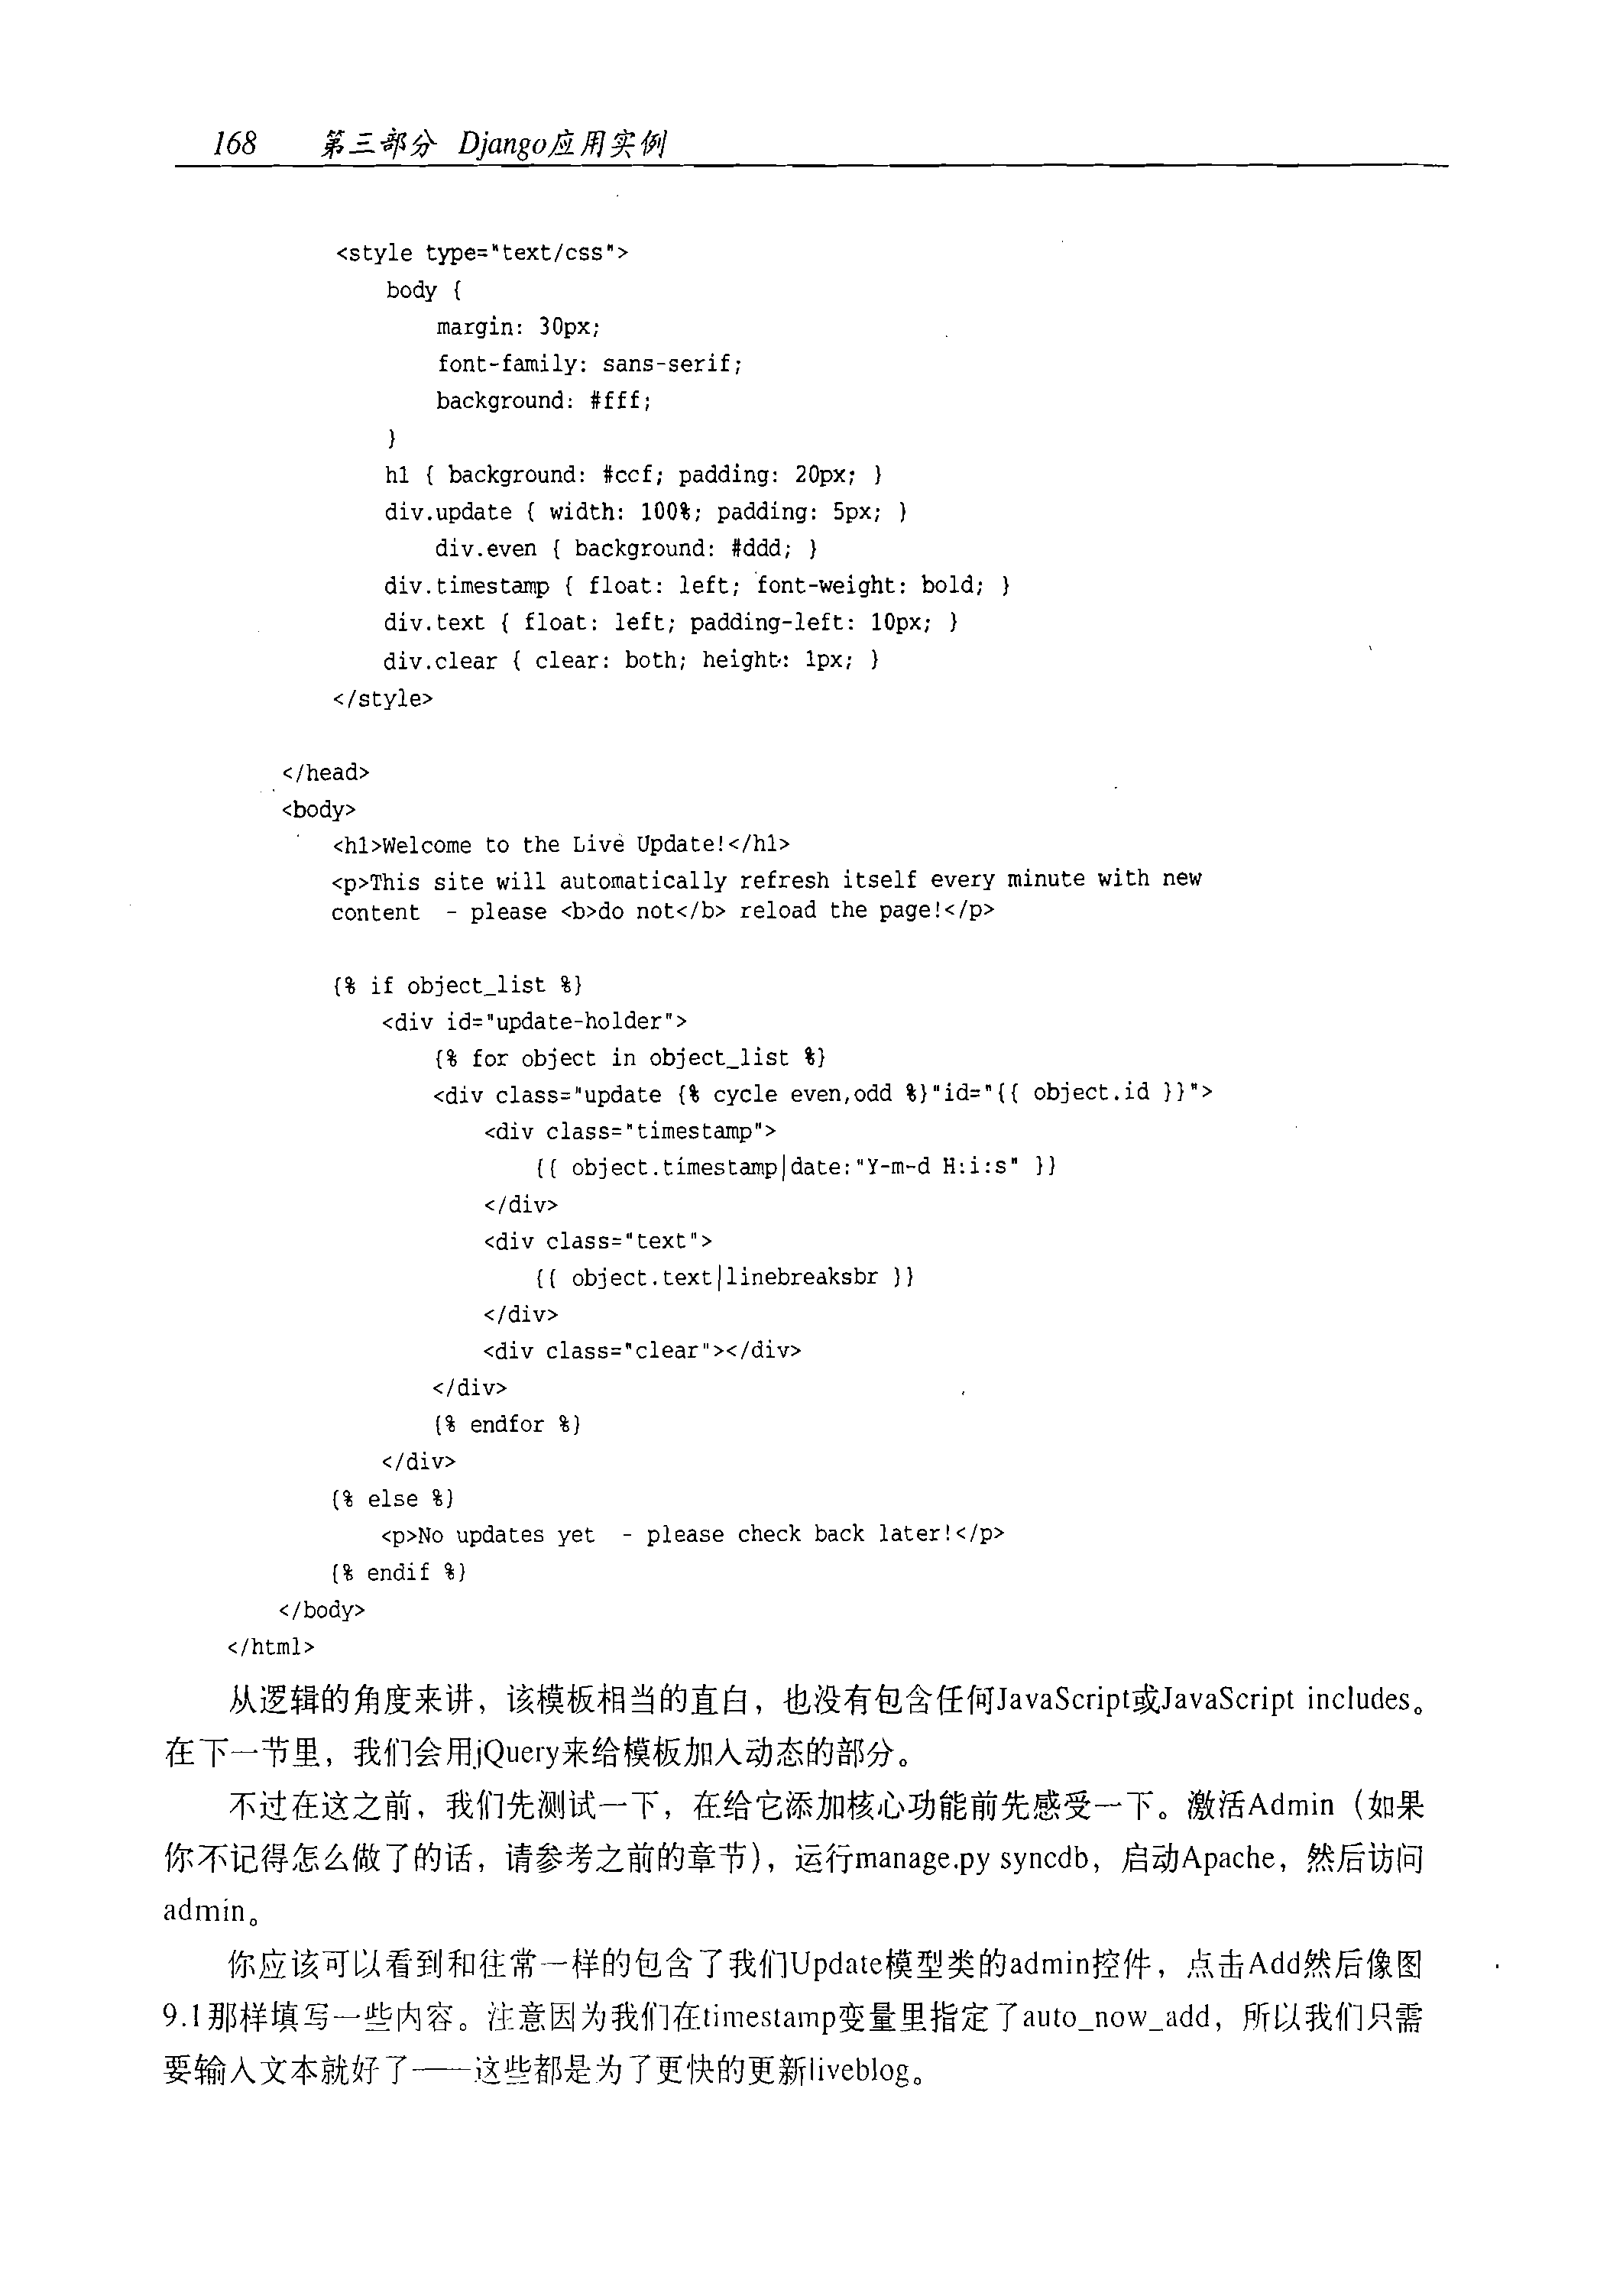 168 第三部分 Django应用实例
<style type="text/css">
body {
margin: 30px;
font-family: sans-serif;
background: #fff;
}
h1 { background: #ccf; padding: 20px; }
div.update { width: 100%; padding: 5px; }
div.even { background: #ddd; }
div.timestamp { float: left; font-weight: bold; }
div.text { float: left; padding-left: 10px; }
div.clear { clear: both; height: 1px; }
</style>
</head>
<body>
<h1>Welcome to the Live Update!</h1>
<p>This site will automatically refresh itself every minute with new
content - please <b>do not</b> reload the page!</p>
{% if object_list %}
<div id="update-holder">
{% for object in object_list %}
<div class="update {% cycle even,odd %}"id="{{ object.id }}">
<div class="timestamp">
{{ object.timestamp|date:"Y-m-d H:i:s" }}
</div>
<div class="text">
{{ object.text|linebreaksbr }}
</div>
<div class="clear"></div>
</div>
{% endfor %}
</div>
{% else %}
<p>No updates yet - please check back later!</p>
{% endif %}
</body>
</html>
从逻辑的角度来讲，该模板相当的直白，也没有包含任何JavaScript或JavaScript includes。
在下一节里，我们会用jQuery来给模板加入动态的部分。
不过在这之前，我们先测试一下，在给它添加核心功能前先感受一下。激活Admin（如果
你不记得怎么做了的话，请参考之前的章节），运行manage.py syncdb，启动Apache，然后访问
admin。
你应该可以看到和往常一样的包含了我们Update模型类的admin控件，点击Add然后像图
9.1那样填写一些内容。注意因为我们在timestamp变量里指定了auto_now_add，所以我们只需
要输入文本就好了——这些都是为了更快的更新liveblog。